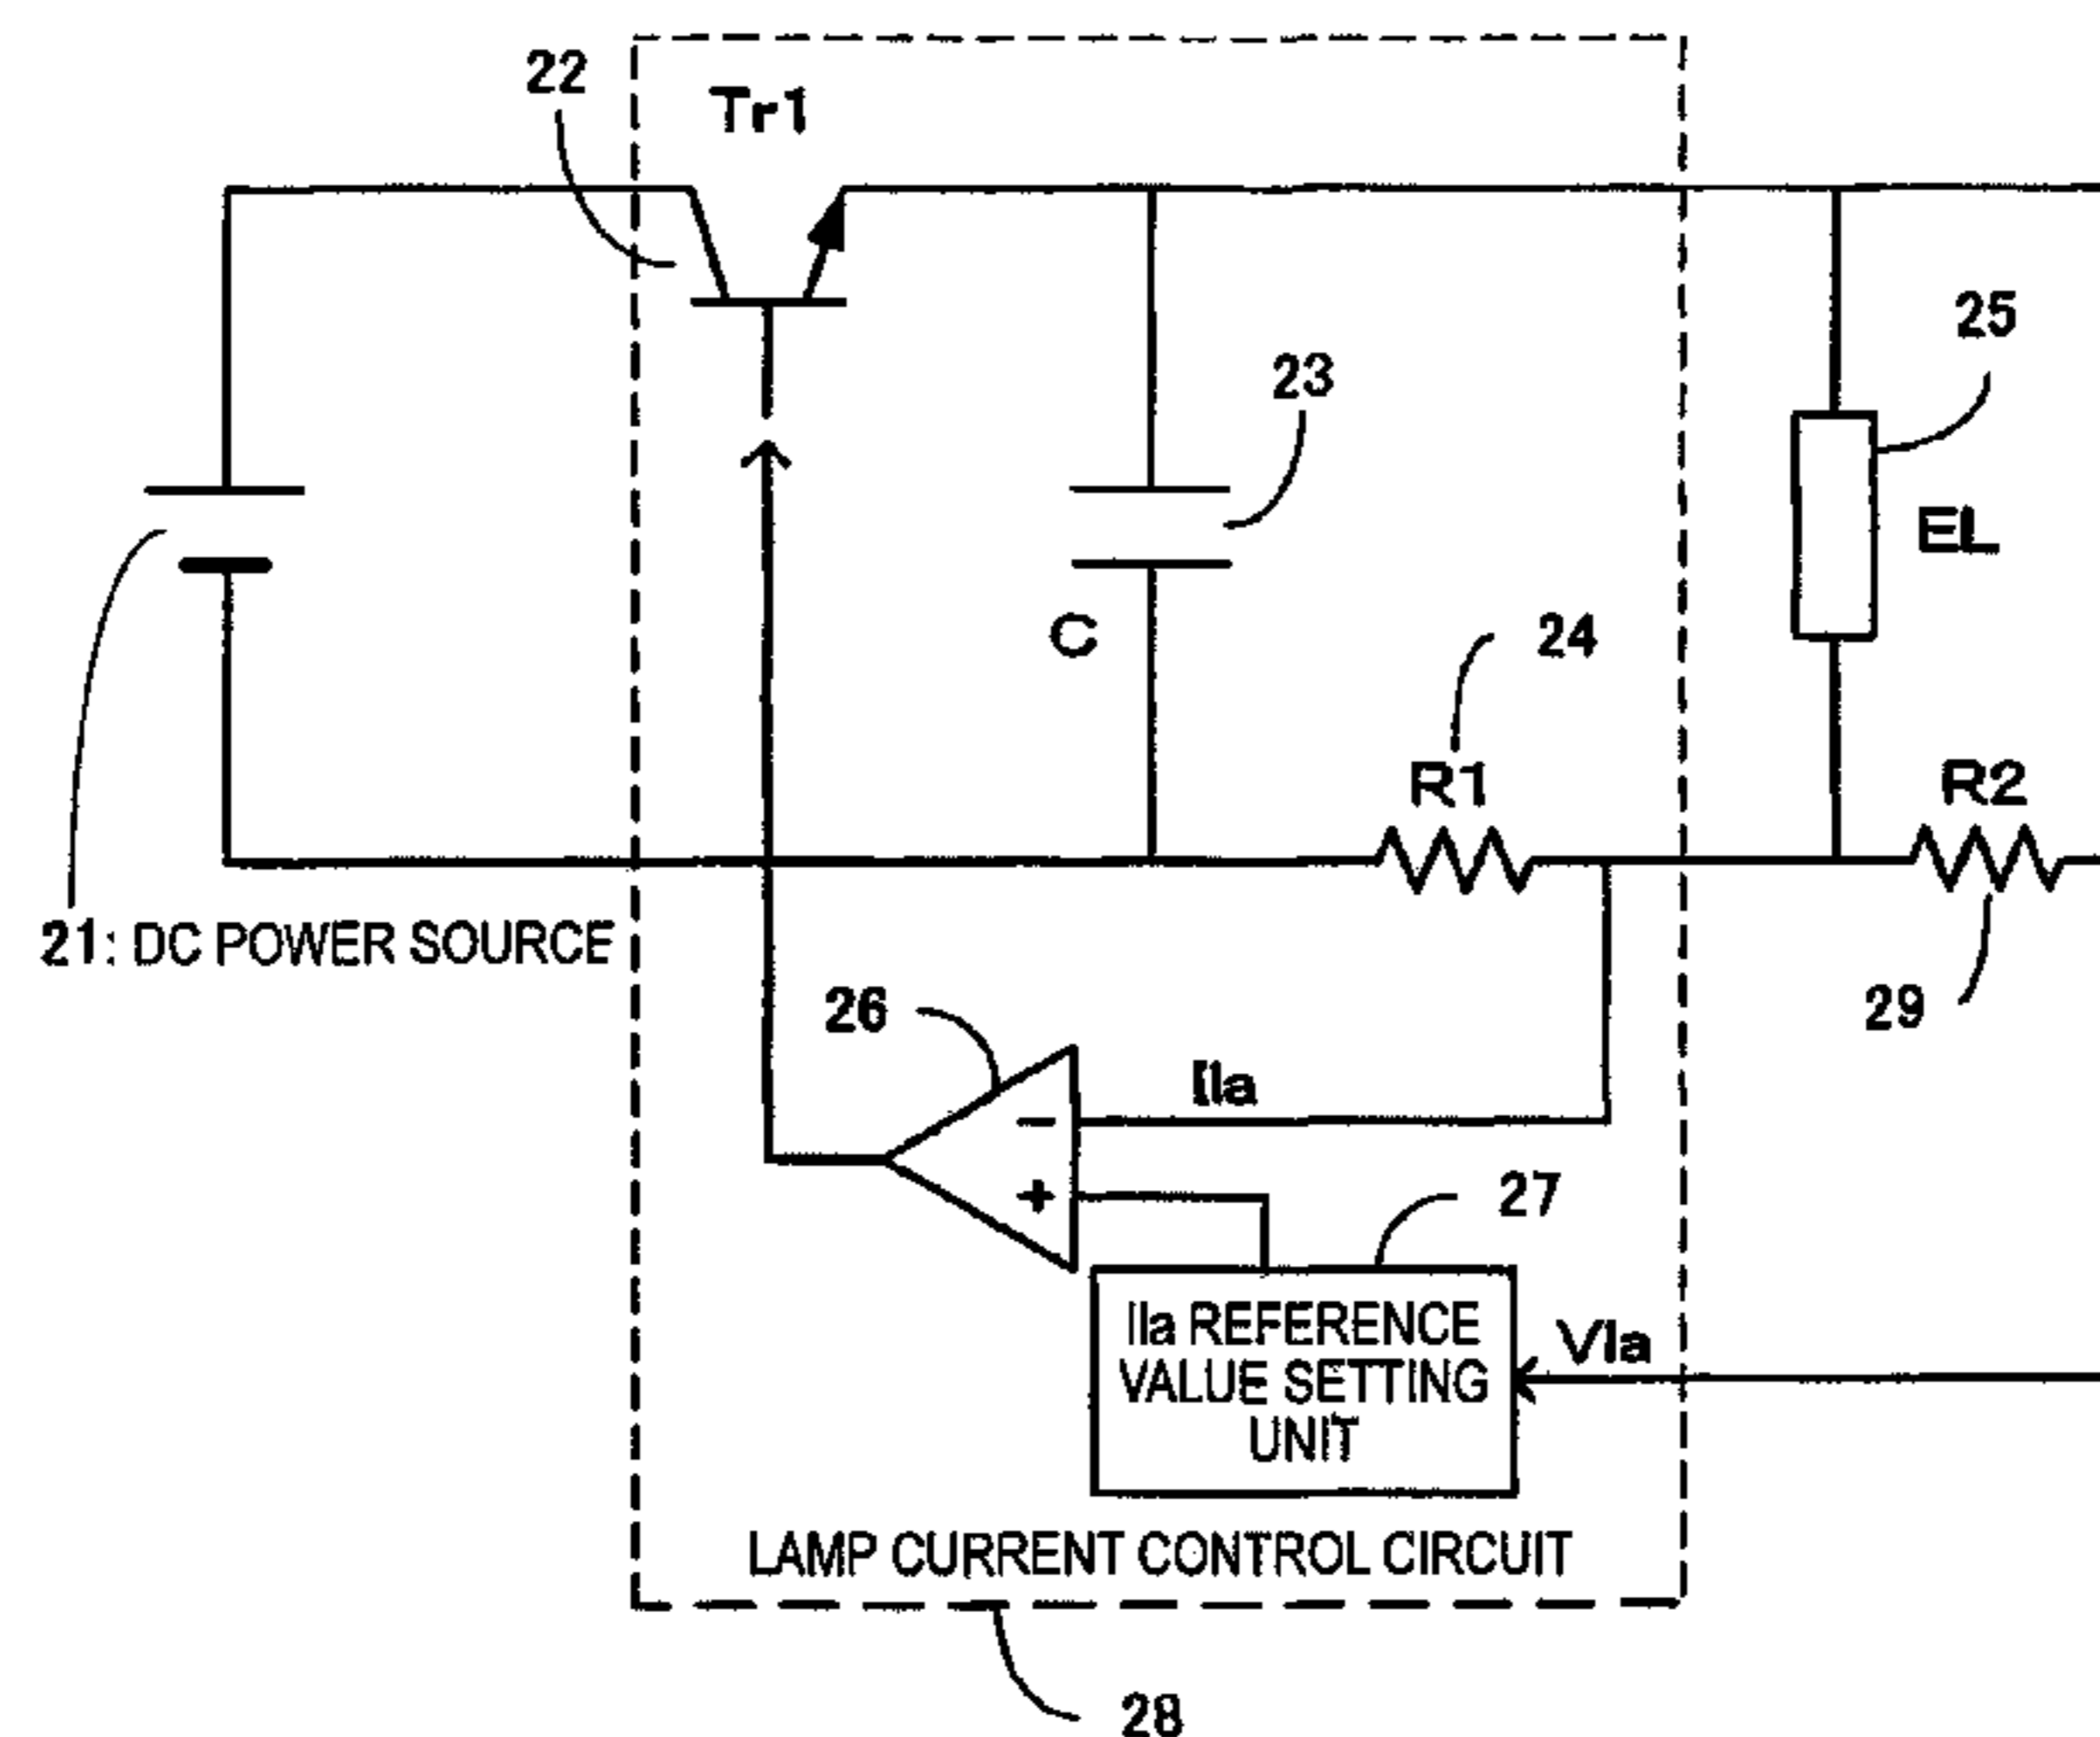 22
Tr1
25
23
EL
C
24
R1
R2
21: DC POWER SOURCE
26
29
Ila
27
Ila REFERENCE
VALUE SETTING
UNIT
Vla
LAMP CURRENT CONTROL CIRCUIT
28